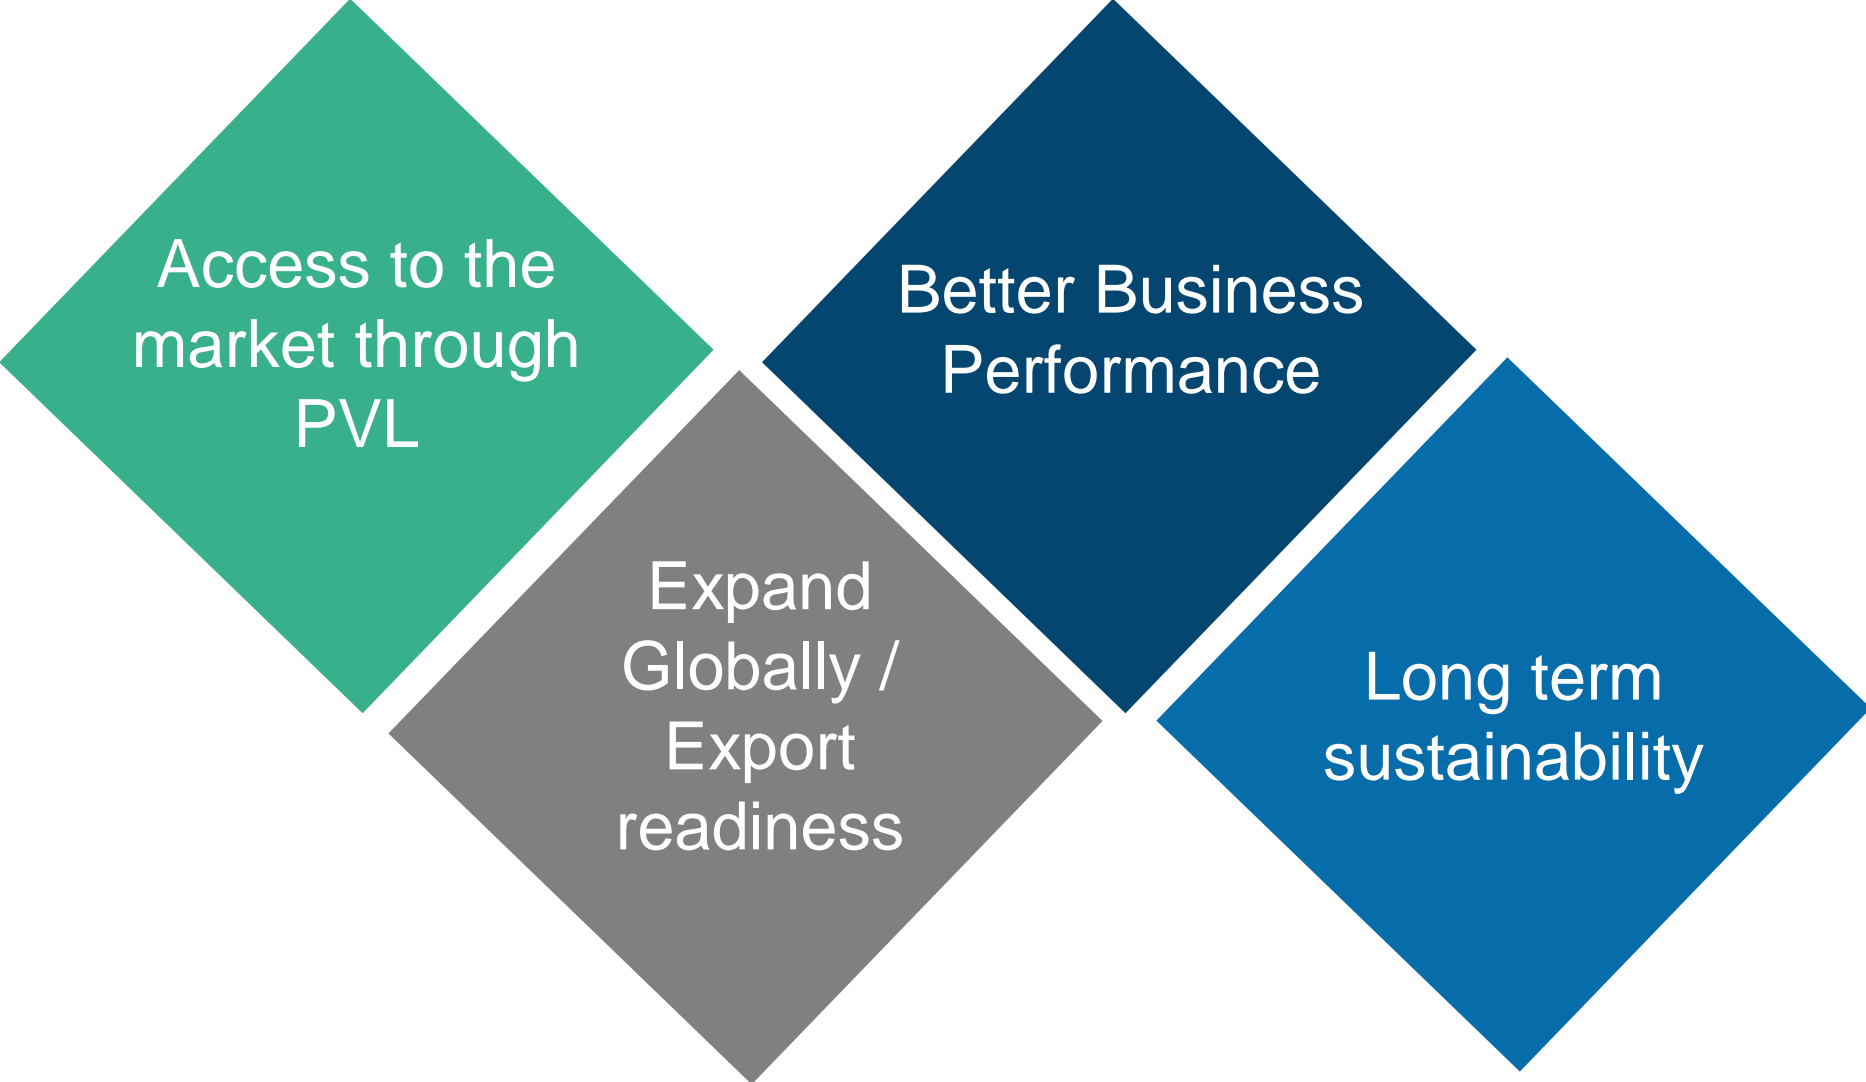 Access to the
market through
PVL
Expand
Globally /
Export
readiness
Better Business
Performance
Long term
sustainability